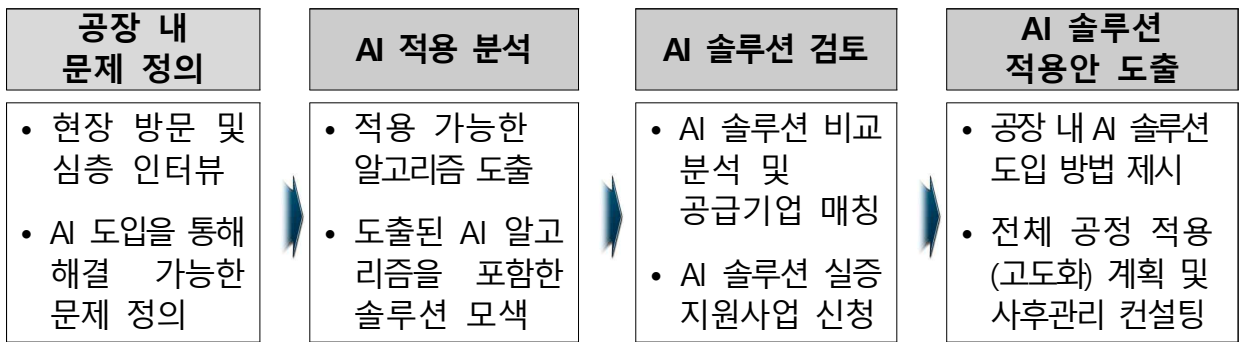 공장 내
문제 정의
• 현장 방문 및
심층 인터뷰
• AI 도입을 통해
해결 가능한
문제 정의
AI 적용 분석
• 적용 가능한
알고리즘 도출
• 도출된 AI 알고
리즘을 포함한
솔루션 모색
AI 솔루션 검토
• AI 솔루션 비교
분석 및
공급기업 매칭
• AI 솔루션 실증
지원사업 신청
AI 솔루션
적용안 도출
• 공장 내 AI 솔루션
도입 방법 제시
• 전체 공정 적용
(고도화) 계획 및
사후관리 컨설팅